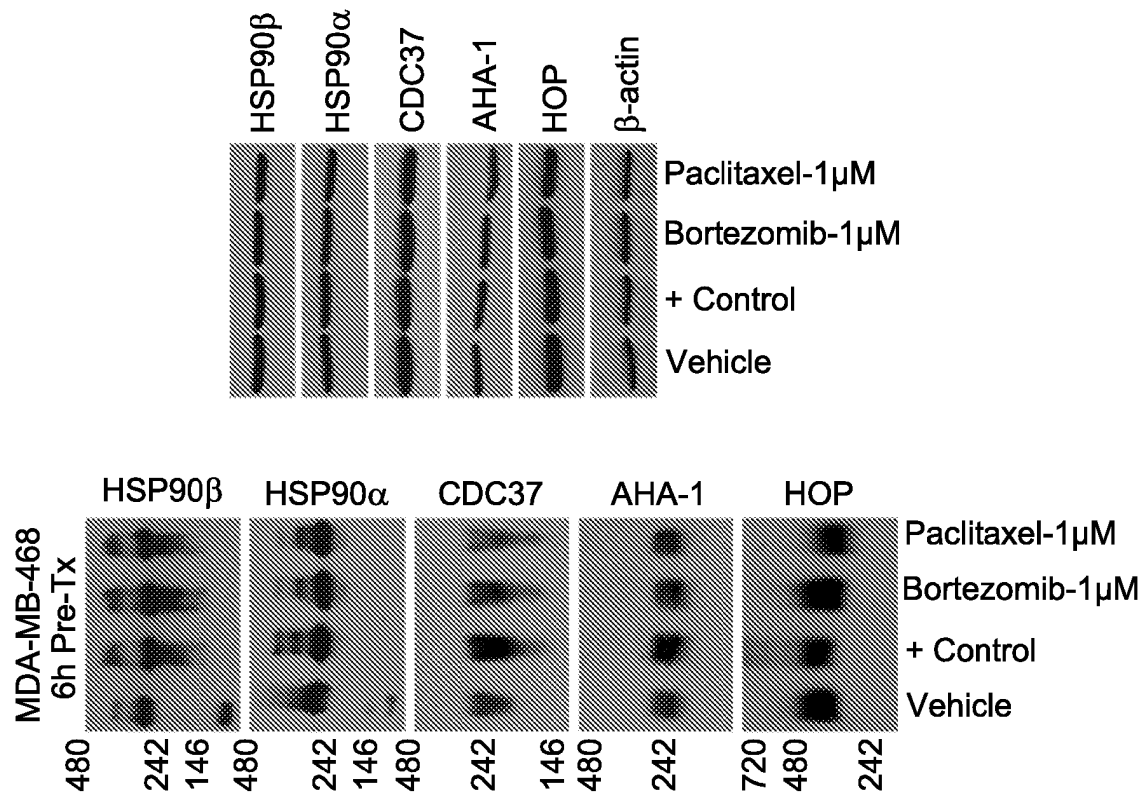 HSP90β
HSP90α
CDC37
AHA-1
HOP
β-actin
Paclitaxel-1µM
Bortezomib-1µM
+ Control
Vehicle
HSP90β
HSP90α
CDC37
AHA-1
HOP
MDA-MB-468
6h Pre-Tx
Paclitaxel-1µM
Bortezomib-1µM
+ Control
Vehicle
480
242
146
480
242
146
480
242
146
480
242
720
480
242